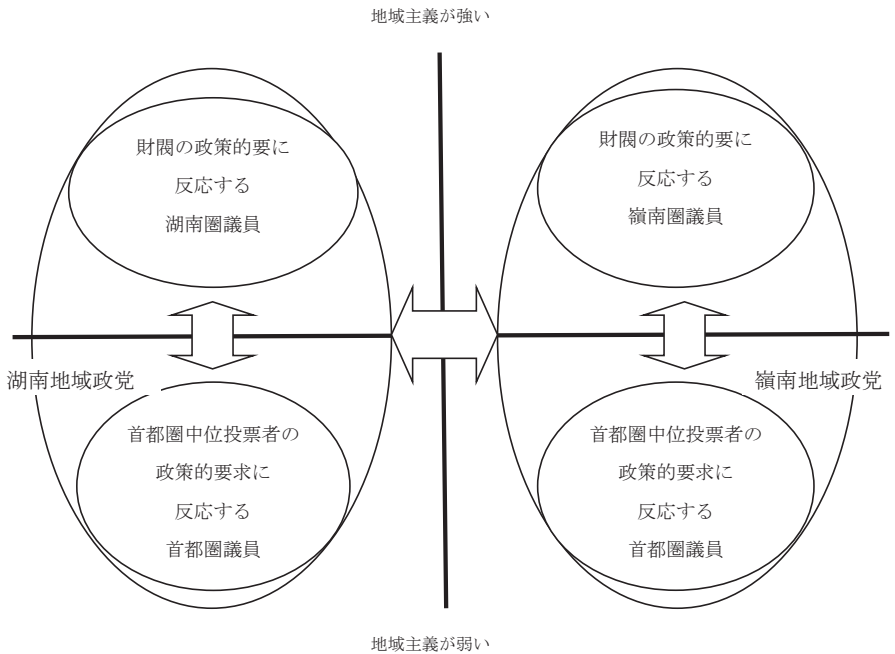 地域主義が強い
財閥の政策的要に
反応する
湖南圏議員
財閥の政策的要に
反応する
嶺南圏議員
湖南地域政党
嶺南地域政党
首都圏中位投票者の
政策的要求に
反応する
首都圏議員
首都圏中位投票者の
政策的要求に
反応する
首都圏議員
地域主義が弱い